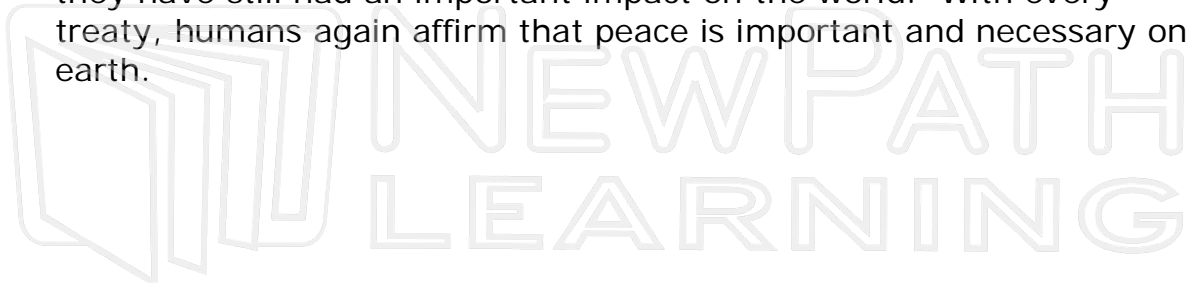 they have still had an important impact on the world. With every
treaty, humans again affirm that peace is important and necessary on
earth.
NEWPATH
LEARNING